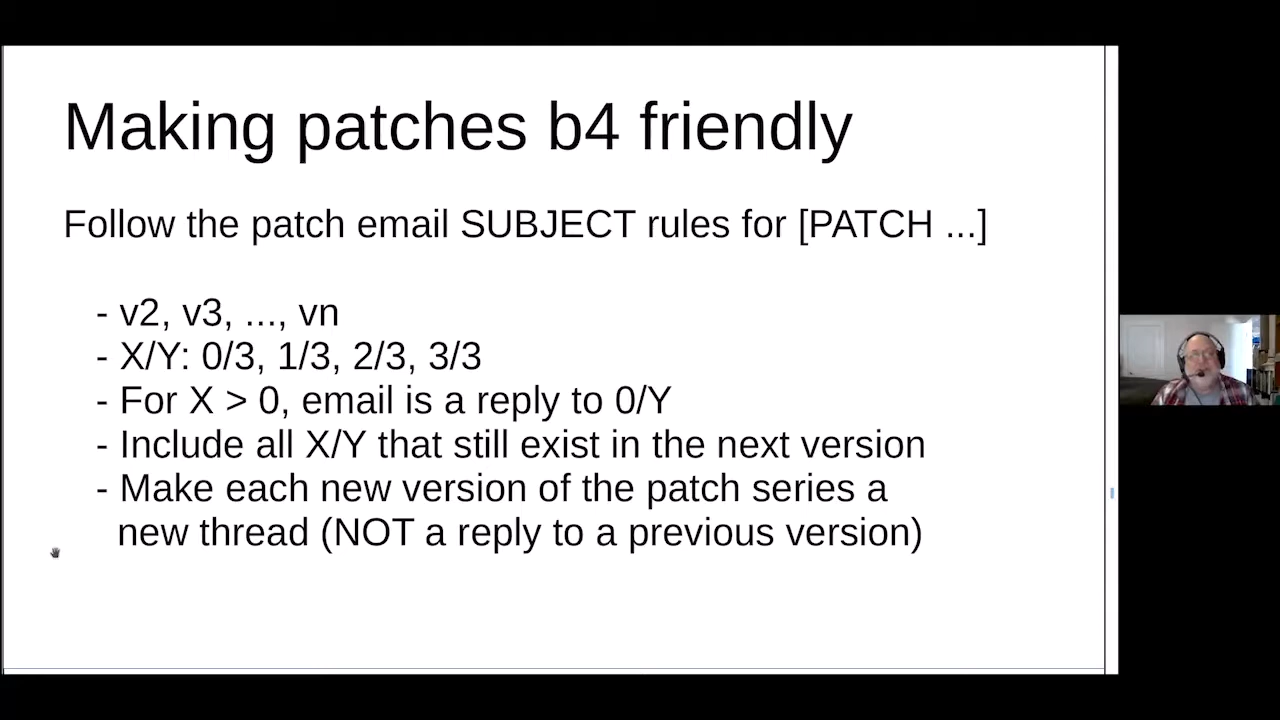 Making patches b4 friendly
Follow the patch email SUBJECT rules for [PATCH ...]
- v2, v3, ..., vn
- X/Y: 0/3, 1/3, 2/3, 3/3
- For X > 0, email is a reply to 0/Y
- Include all X/Y that still exist in the next version
- Make each new version of the patch series a
new thread (NOT a reply to a previous version)